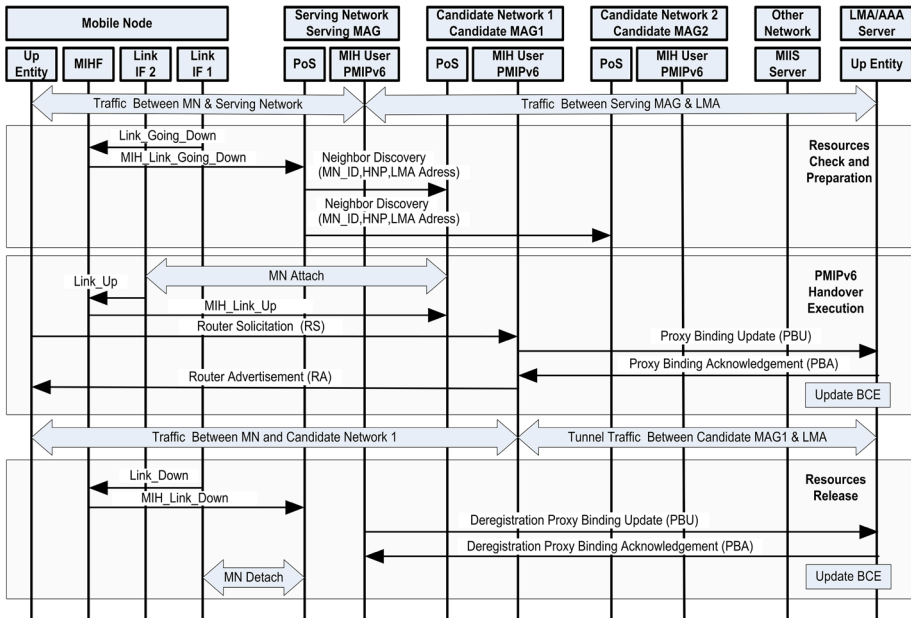 Mobile Node
Serving Network
Serving MAG
Candidate Network 1
Candidate MAG1
Candidate Network 2
Candidate MAG2
Other
Network
LMA/AAA
Server
Up
Entity
MIHF
Link
IF 2
Link
IF 1
PoS
MIH User
PMIPv6
PoS
MIH User
PMIPv6
PoS
MIH User
PMIPv6
MIIS
Server
Up Entity
Traffic Between MN & Serving Network
Traffic Between Serving MAG & LMA
Link_Going_Down
MIH_Link_Going_Down
Neighbor Discovery
(MN_ID,HNP,LMA Adress)
Neighbor Discovery
(MN_ID,HNP,LMA Adress)
Resources
Check and
Preparation
MN Attach
Link_Up
MIH_Link_Up
Router Solicitation (RS)
Proxy Binding Update (PBU)
Proxy Binding Acknowledgement (PBA)
Router Advertisement (RA)
PMIPv6
Handover
Execution
Update BCE
Traffic Between MN and Candidate Network 1
Tunnel Traffic Between Candidate MAG1 & LMA
Link_Down
MIH_Link_Down
Resources
Release
Deregistration Proxy Binding Update (PBU)
Deregistration Proxy Binding Acknowledgement (PBA)
MN Detach
Update BCE